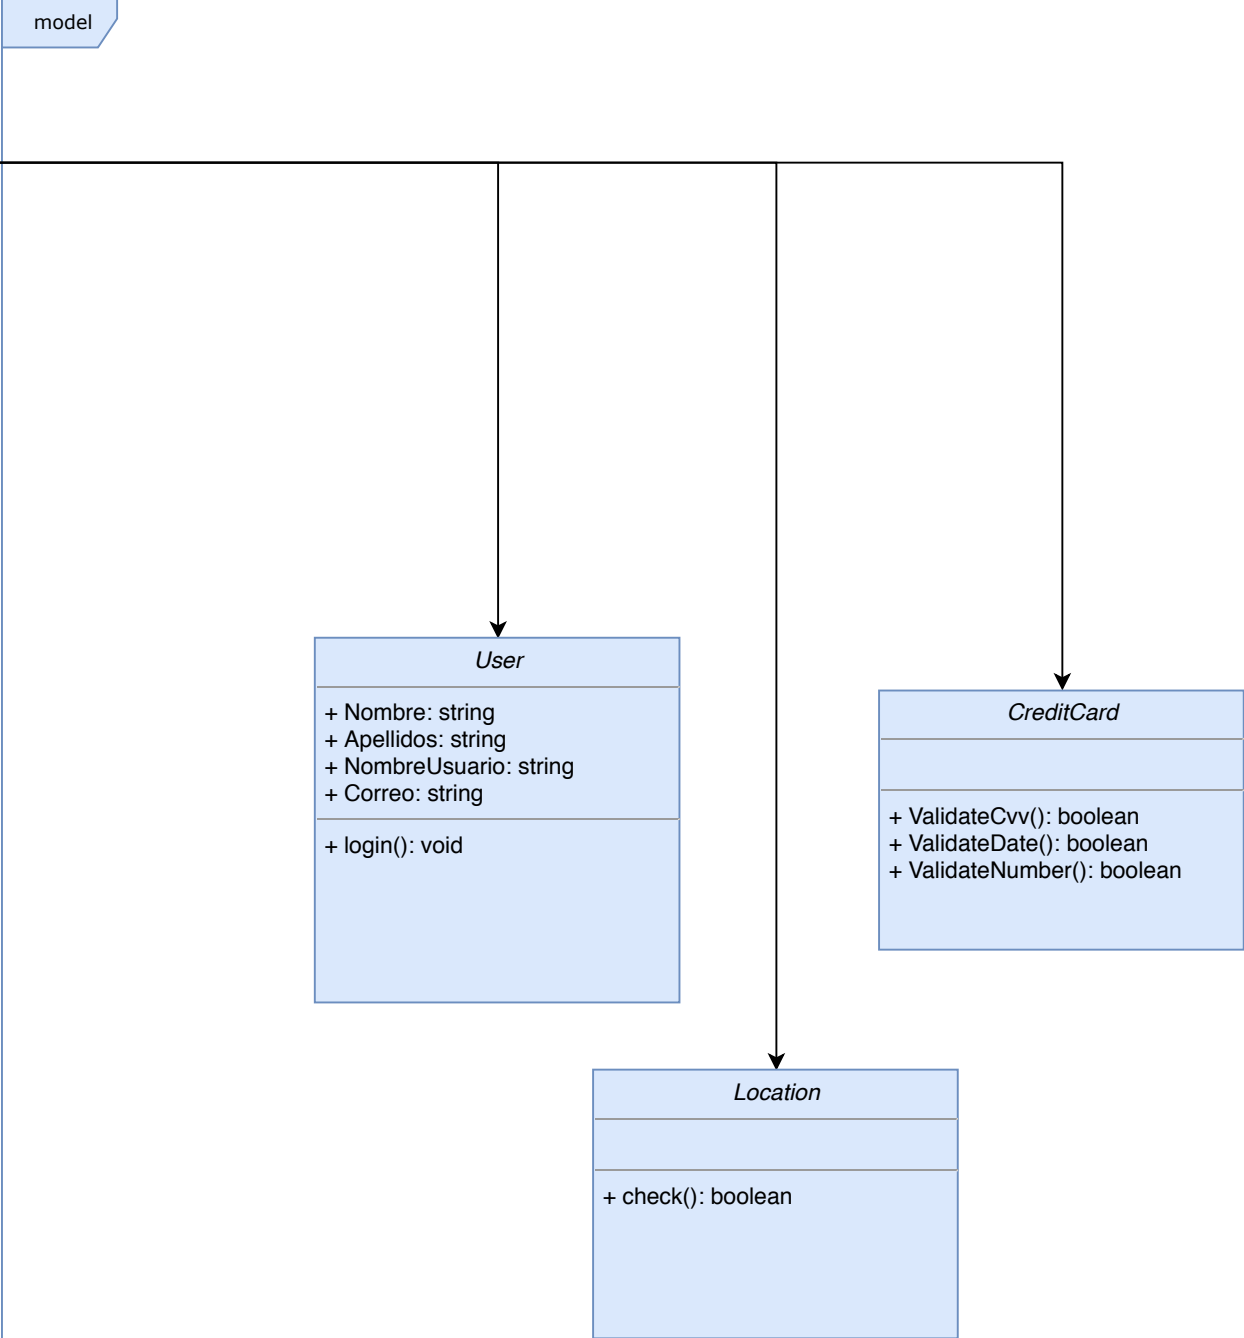 model
User
+ Nombre: string
+ Apellidos: string
+ NombreUsuario: string
+ Correo: string
+ login(): void
CreditCard
+ ValidateCvv(): boolean
+ ValidateDate(): boolean
+ ValidateNumber(): boolean
Location
+ check(): boolean